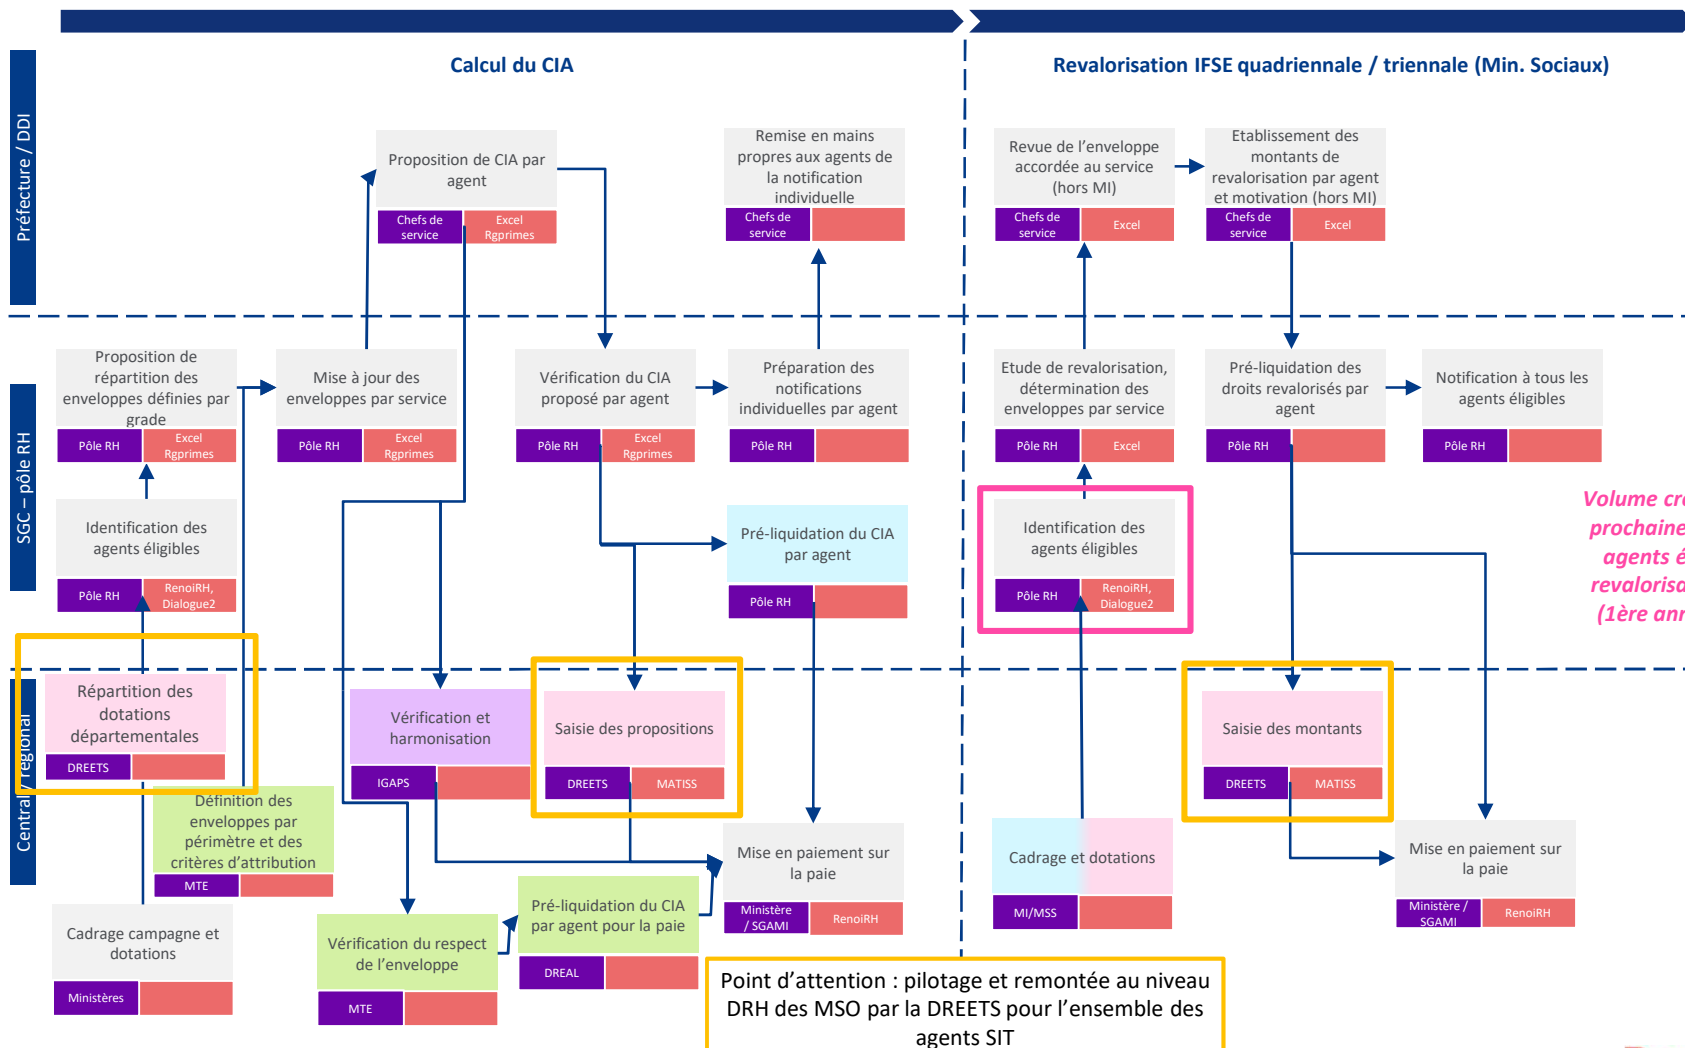 Calcul du CIA
Revalorisation IFSE quadriennale / triennale (Min. Sociaux)
Préfecture / DDI
Proposition de CIA par
agent
Chefs de
service
Excel
Rgprimes
Remise en mains
propres aux agents de
la notification
individuelle
Chefs de
service
Revue de l’enveloppe
accordée au service
(hors MI)
Chefs de
service
Excel
Etablissement des
montants de
revalorisation par agent
et motivation (hors MI)
Chefs de
service
Excel
SGC – pôle RH
Proposition de
répartition des
enveloppes définies par
grade
Pôle RH
Excel
Rgprimes
Mise à jour des
enveloppes par service
Pôle RH
Excel
Rgprimes
Vérification du CIA
proposé par agent
Pôle RH
Excel
Rgprimes
Préparation des
notifications
individuelles par agent
Pôle RH
Etude de revalorisation,
détermination des
enveloppes par service
Pôle RH
Excel
Pré-liquidation des
droits revalorisés par
agent
Pôle RH
Notification à tous les
agents éligibles
Pôle RH
Identification des
agents éligibles
Pôle RH
RenoiRH,
Dialogue2
Pré-liquidation du CIA
par agent
Pôle RH
Identification des
agents éligibles
Pôle RH
RenoiRH,
Dialogue2
Volume cr
prochaine
agents é
revalorisa
(1ère ann
Central / régional
Répartition des
dotations
départementales
DREETS
Vérification et
harmonisation
IGAPS
Saisie des propositions
DREETS
MATISS
Saisie des montants
DREETS
MATISS
Définition des
enveloppes par
périmètre et des
critères d’attribution
MTE
Mise en paiement sur
la paie
Ministère
/ SGAMI
RenoiRH
Cadrage et dotations
MI/MSS
Mise en paiement sur
la paie
Ministère /
SGAMI
RenoiRH
Cadrage campagne et
dotations
Ministères
Vérification du respect
de l’enveloppe
MTE
Pré-liquidation du CIA
par agent pour la paie
DREAL
Point d’attention : pilotage et remontée au niveau
DRH des MSO par la DREETS pour l’ensemble des
agents SIT